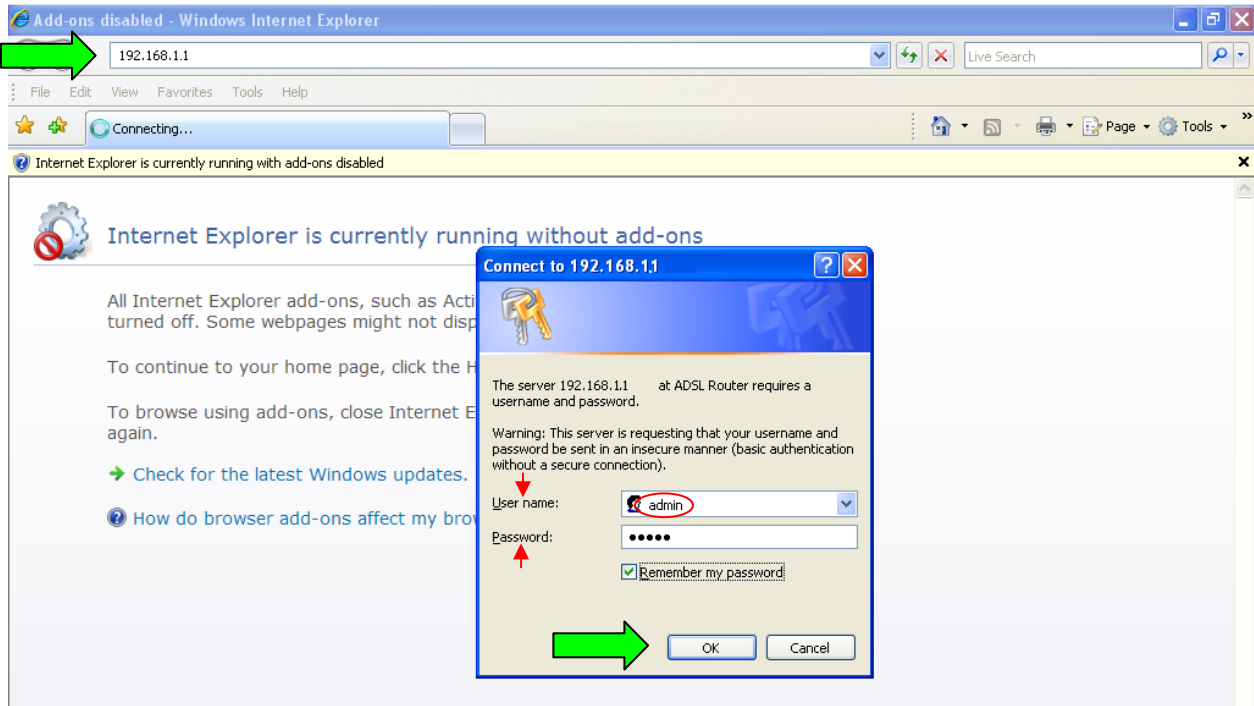 Add-ons disabled - Windows Internet Explorer
192.168.1.1
Live Search
File Edit View Favorites Tools Help
Connecting...
Page
Tools
Internet Explorer is currently running with add-ons disabled
Internet Explorer is currently running without add-ons
All Internet Explorer add-ons, such as Acti
turned off. Some webpages might not disp
To continue to your home page, click the H
To browse using add-ons, close Internet E
again.
Check for the latest Windows updates.
How do browser add-ons affect my brow
Connect to 192.168.1.1
The server 192.168.1.1 at ADSL Router requires a
username and password.
Warning: This server is requesting that your username and
password be sent in an insecure manner (basic authentication
without a secure connection).
User name:
admin
Password:
•••••
Remember my password
OK
Cancel